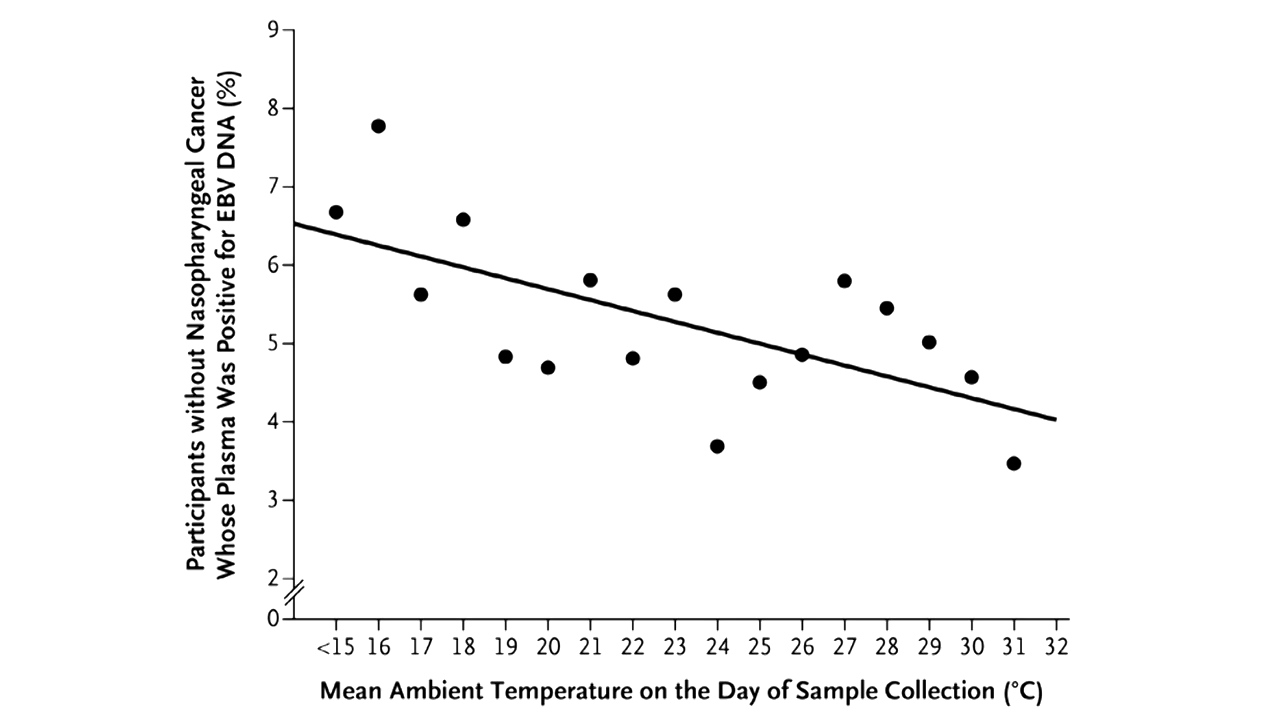 Participants without Nasopharyngeal Cancer
Whose Plasma Was Positive for EBV DNA (%)
9
8
7
6
5
4
3
2
0
<15 16 17 18 19 20 21 22 23 24 25 26 27 28 29 30 31 32
Mean Ambient Temperature on the Day of Sample Collection (°C)